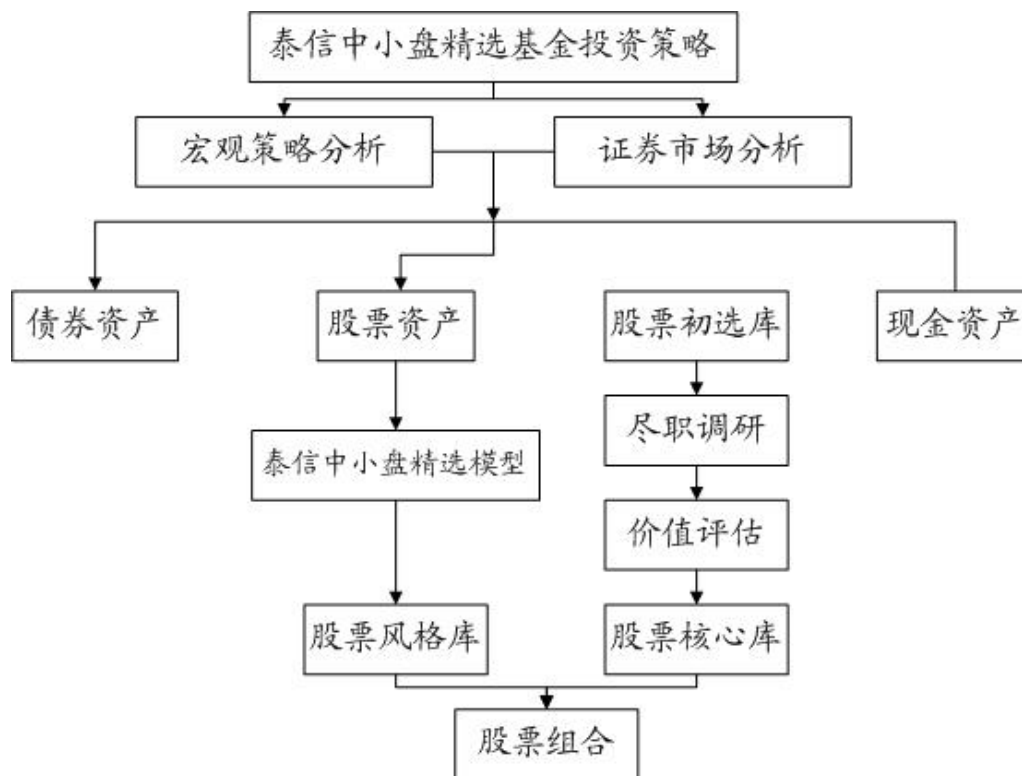 泰信中小盘精选基金投资策略
宏观策略分析
证券市场分析
债券资产
股票资产
股票初选库
现金资产
尽职调研
泰信中小盘精选模型
价值评估
股票风格库
股票核心库
股票组合